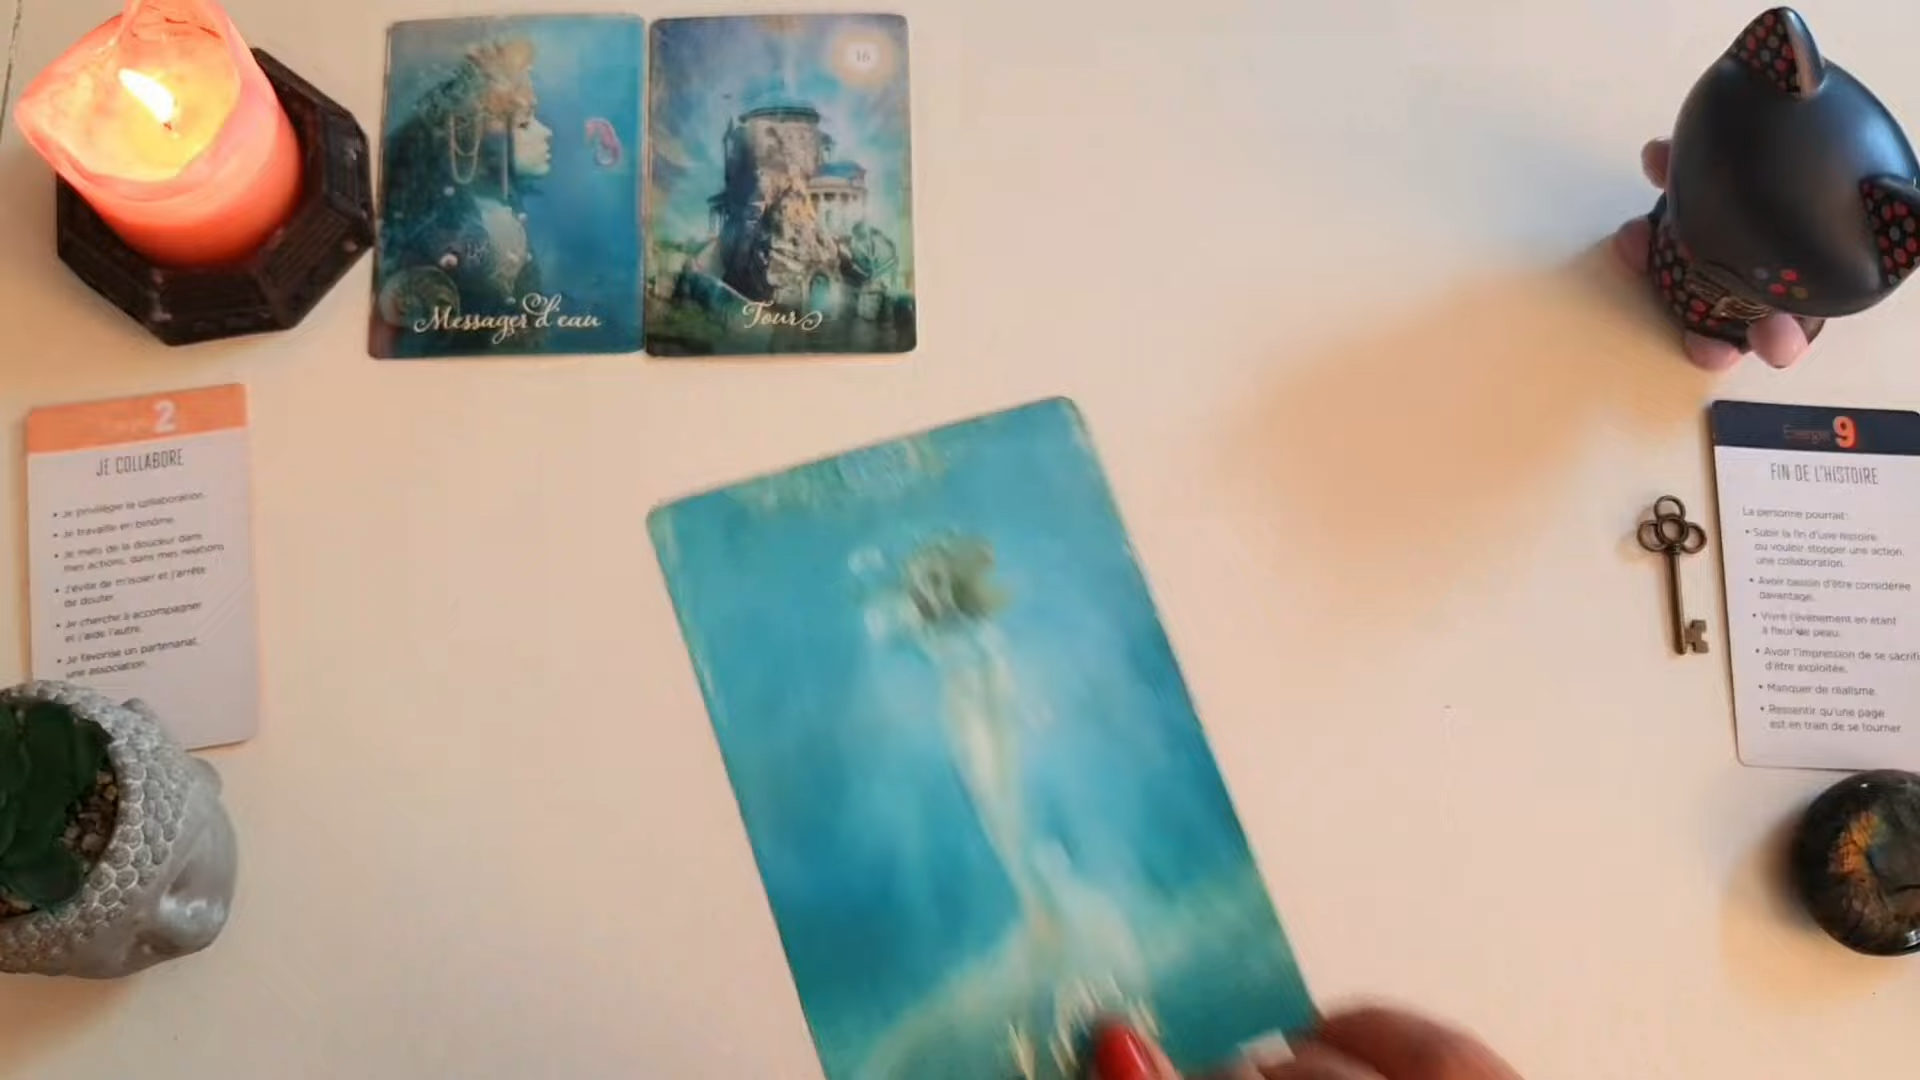 16
Messager d'eau
Tour
2
JE COLLABORE
• Je privilégie la collaboration.
• Je travaille en binôme.
• Je mets de la douceur dans
mes actions, dans mes relations
• J'évite de m'isoler et j'arrête
de douter.
• Je cherche à accompagner
et j'aide l'autre.
• Je favorise un partenariat,
une association.
Énergie 9
FIN DE L'HISTOIRE
La personne pourrait :
• Subir la fin d'une histoire
ou vouloir stopper une action,
une collaboration.
• Avoir besoin d'être considérée
davantage.
• Vivre l'événement en étant
à fleur de peau.
• Avoir l'impression de se sacrifi
d'être exploitée.
• Manquer de réalisme.
• Ressentir qu'une page
est en train de se tourner